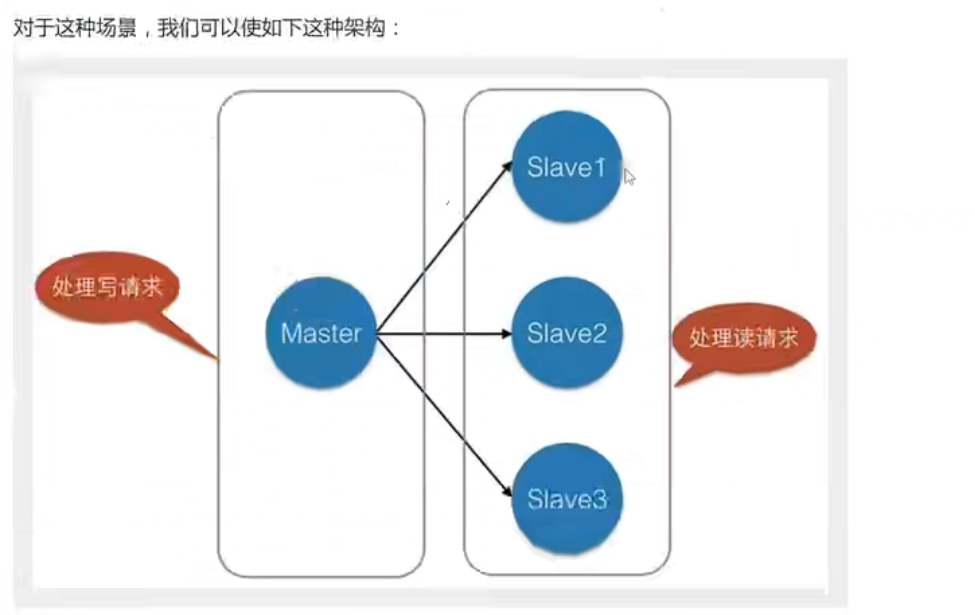 对于这种场景，我们可以使如下这种架构：
Slave1
处理写请求
Master
Slave2
处理读请求
Slave3